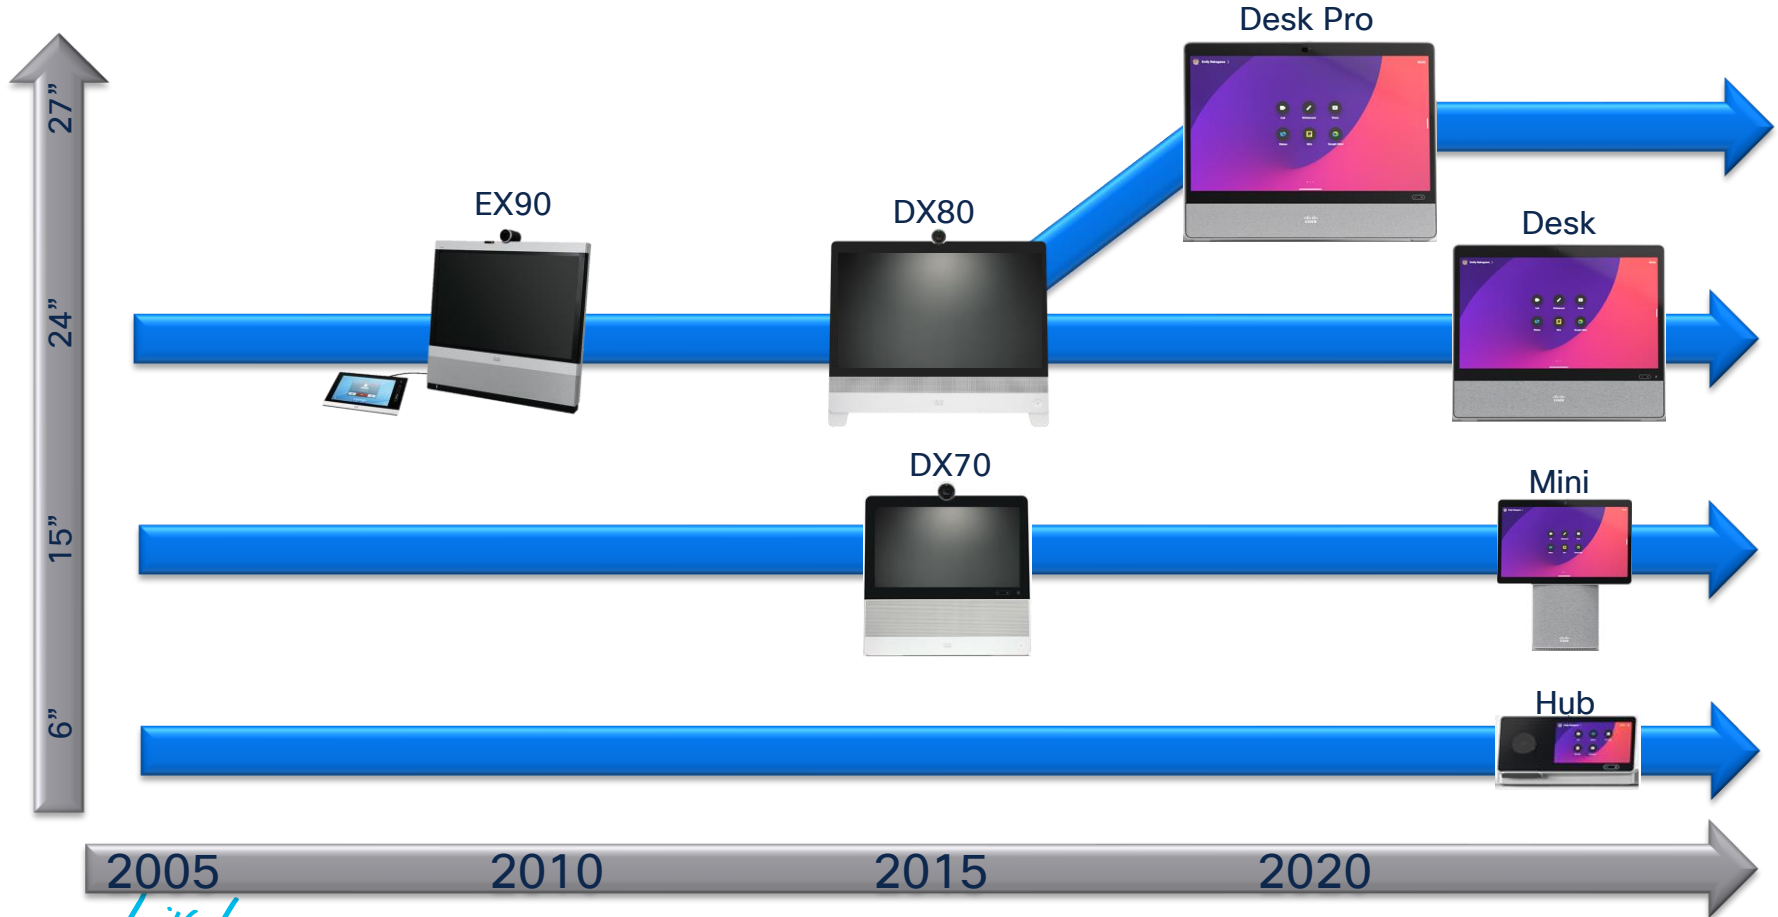 Desk Pro
27”
EX90
DX80
Desk
24”
DX70
Mini
15”
Hub
6”
2005
2010
2015
2020